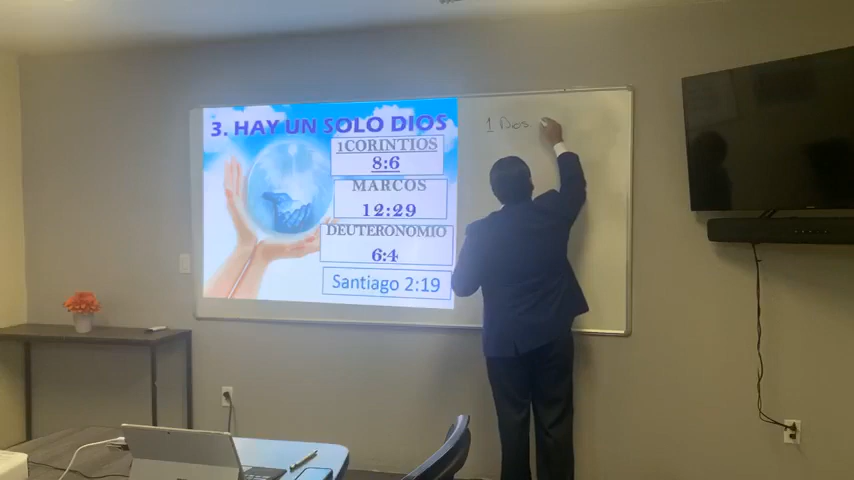 3. HAY UN SOLO DIOS
1CORINTIOS
8:6
MARCOS
12:29
DEUTERONOMIO
6:4
Santiago 2:19
1 Dios